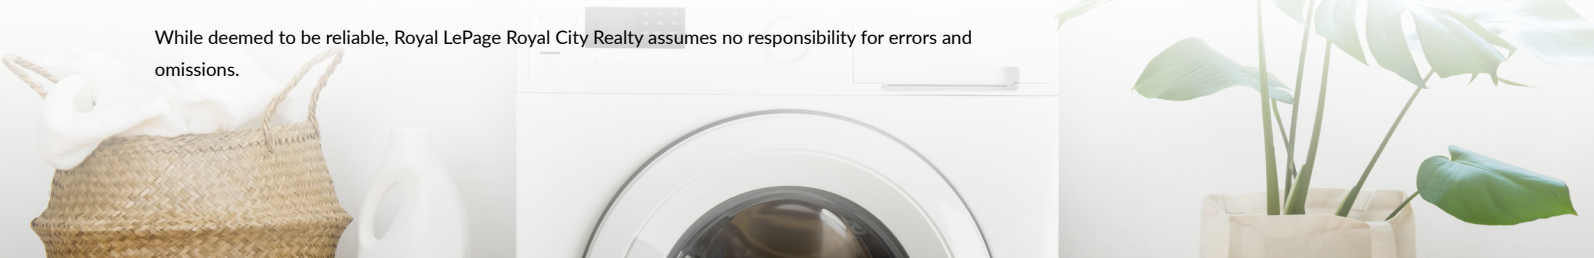 While deemed to be reliable, Royal LePage Royal City Realty assumes no responsibility for errors and
omissions.